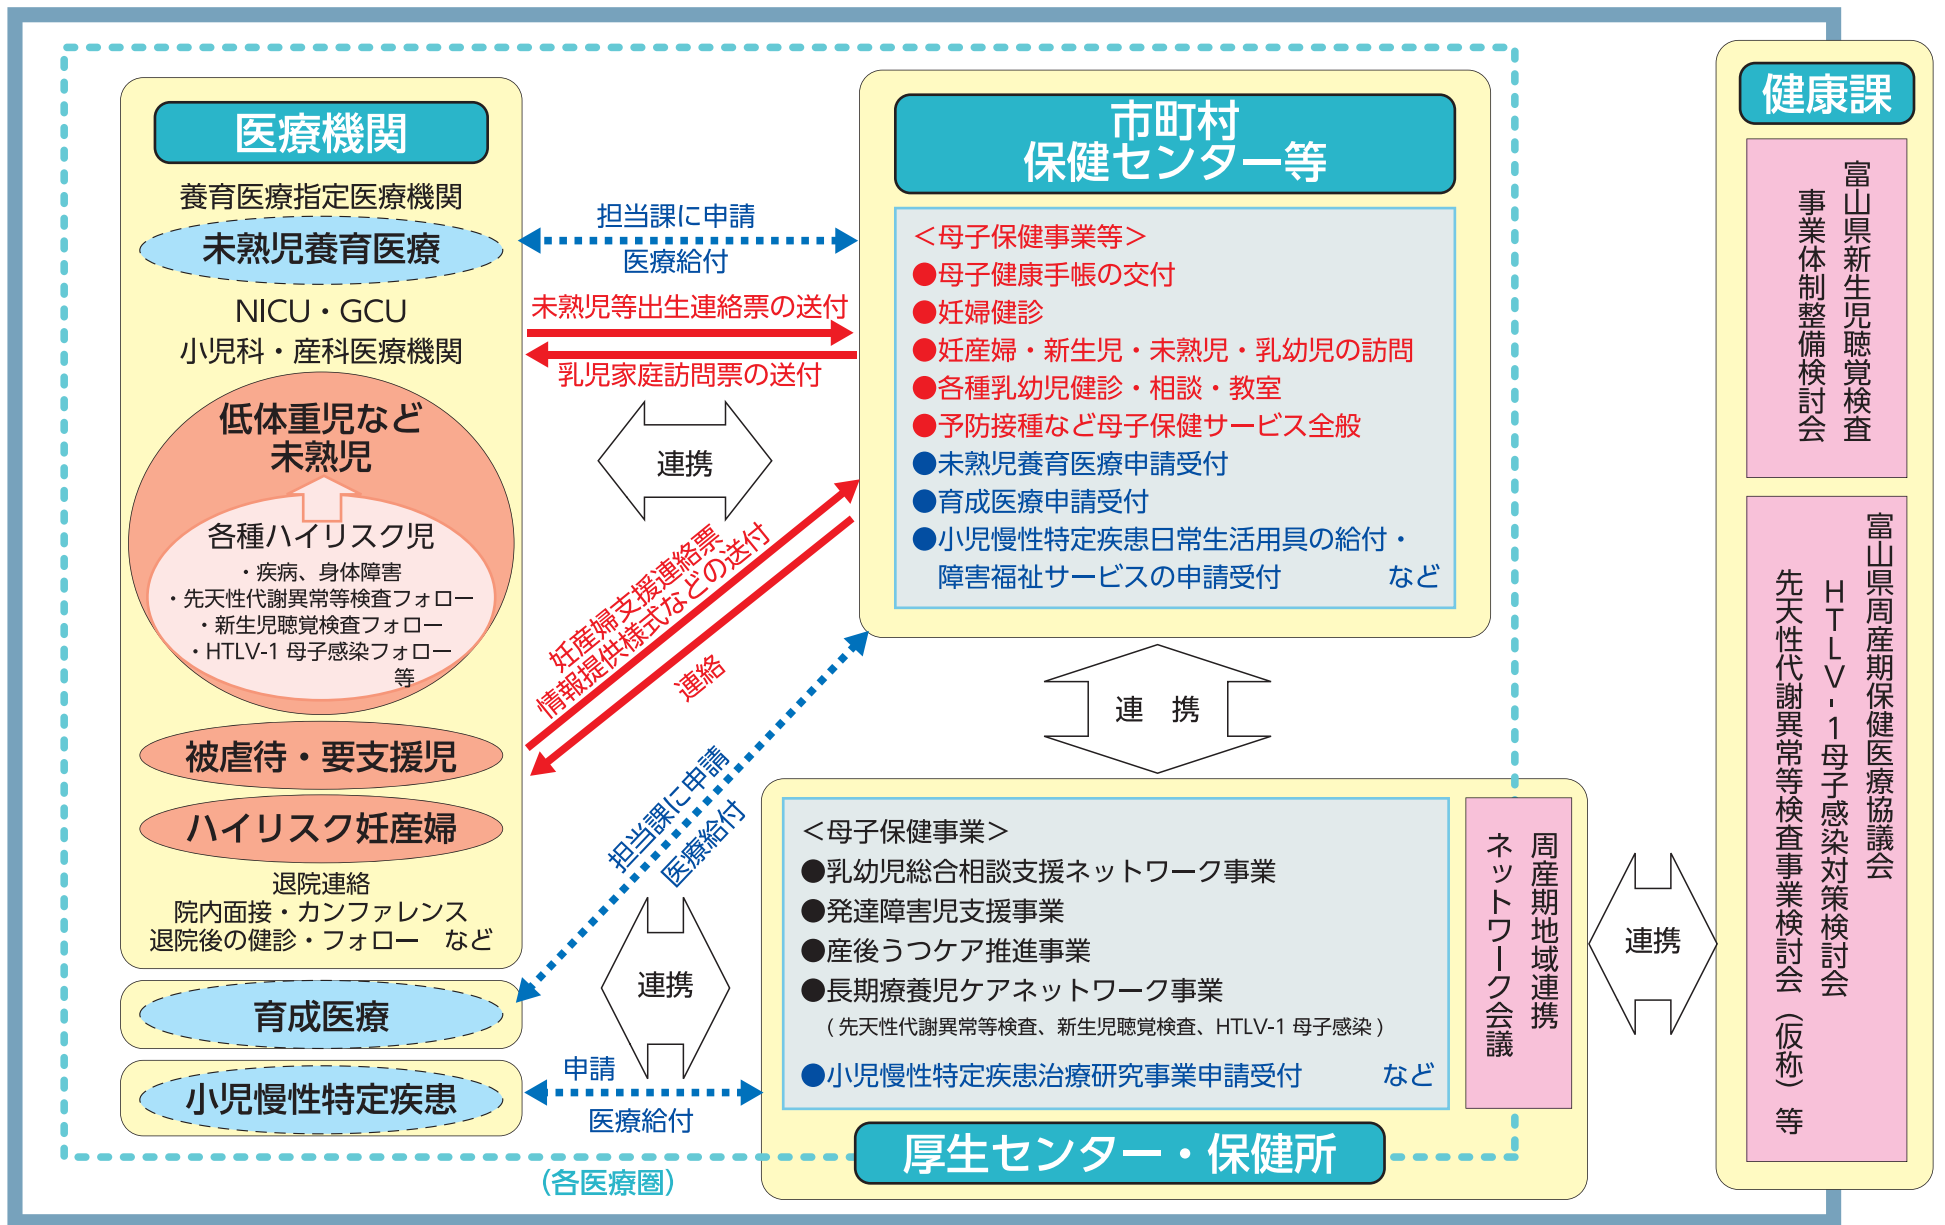 医療機関
養育医療指定医療機関
未熟児養育医療
NICU・GCU
小児科・産科医療機関
低体重児など
未熟児
各種ハイリスク児
・疾病、身体障害
・先天性代謝異常等検査フォロー
・新生児聴覚検査フォロー
・HTLV-1 母子感染フォロー
等
被虐待・要支援児
ハイリスク妊産婦
退院連絡
院内面接・カンファレンス
退院後の健診・フォロー　など
育成医療
小児慢性特定疾患
担当課に申請
医療給付
未熟児等出生連絡票の送付
乳児家庭訪問票の送付
連携
妊産婦支援連絡票
情報提供様式などの送付
連絡
担当課に申請
医療給付
連携
申請
医療給付
(各医療圏)
市町村
保健センター等
＜母子保健事業等＞
●母子健康手帳の交付
●妊婦健診
●妊産婦・新生児・未熟児・乳幼児の訪問
●各種乳幼児健診・相談・教室
●予防接種など母子保健サービス全般
●未熟児養育医療申請受付
●育成医療申請受付
●小児慢性特定疾患日常生活用具の給付・
障害福祉サービスの申請受付　　　　など
連　携
＜母子保健事業＞
●乳幼児総合相談支援ネットワーク事業
●発達障害児支援事業
●産後うつケア推進事業
●長期療養児ケアネットワーク事業
( 先天性代謝異常等検査、新生児聴覚検査、HTLV-1 母子感染 )
●小児慢性特定疾患治療研究事業申請受付　　　など
周産期地域連携
ネットワーク会議
厚生センター・保健所
連携
健康課
富山県新生児聴覚検査
事業体制整備検討会
富山県周産期保健医療協議会
HTLV-1母子感染対策検討会
先天性代謝異常等検査事業検討会（仮称）等